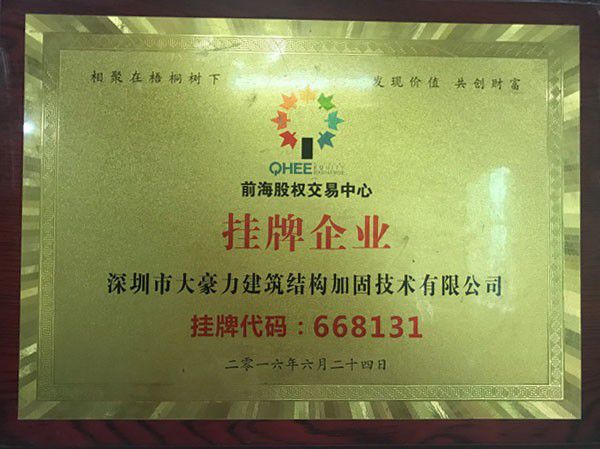 相聚在梧桐树下 发现价值 共创财富
QHEE EQUITY EXCHANGE
前海股权交易中心
挂牌企业
深圳市大豪力建筑结构加固技术有限公司
挂牌代码：668131
二零一六年六月二十四日